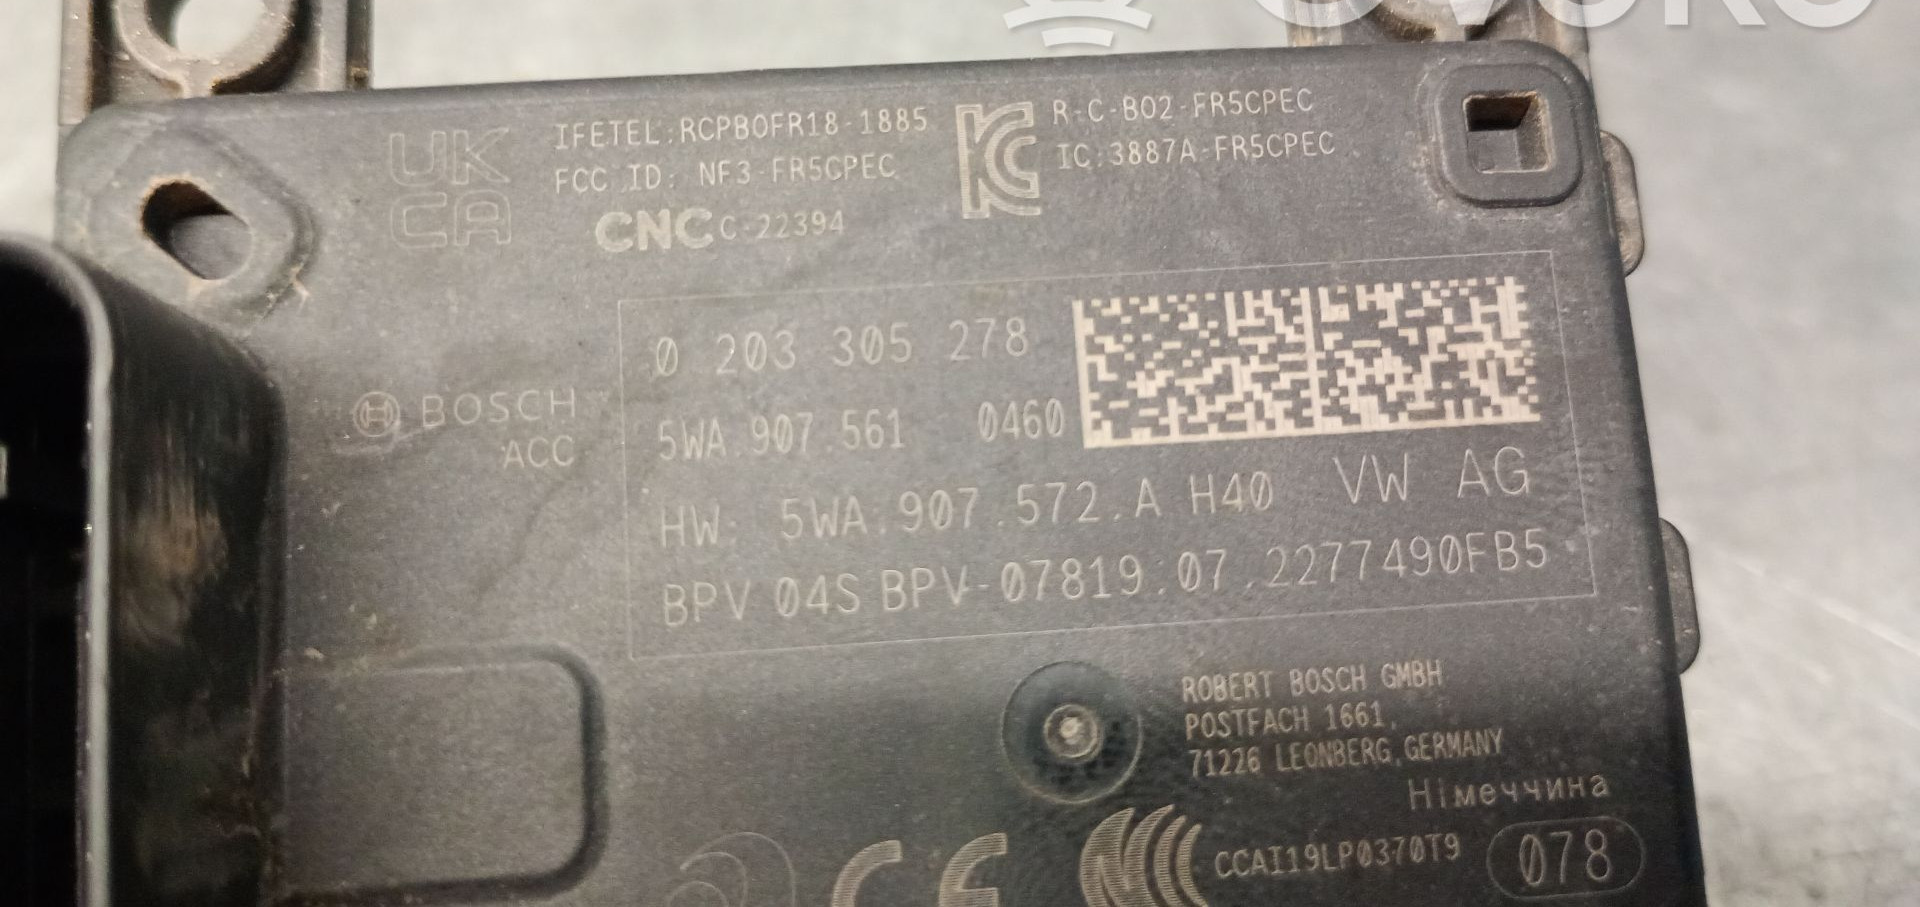 UK
CA
IFETEL:RCPBOFR18-1885
FCC ID: NF3-FR5CPEC
CNC C-22394
R-C-BO2-FR5CPEC
IC:3887A-FR5CPEC
BOSCH
ACC
0 203 305 278
5WA.907.561 0460
HW: 5WA.907.572.A H40 VW AG
BPV 04S BPV-07819:07.2277490FB5
ROBERT BOSCH GMBH
POSTFACH 1661,
71226 LEONBERG,GERMANY
Німеччина
CCAI19LP0370T9
078
CE